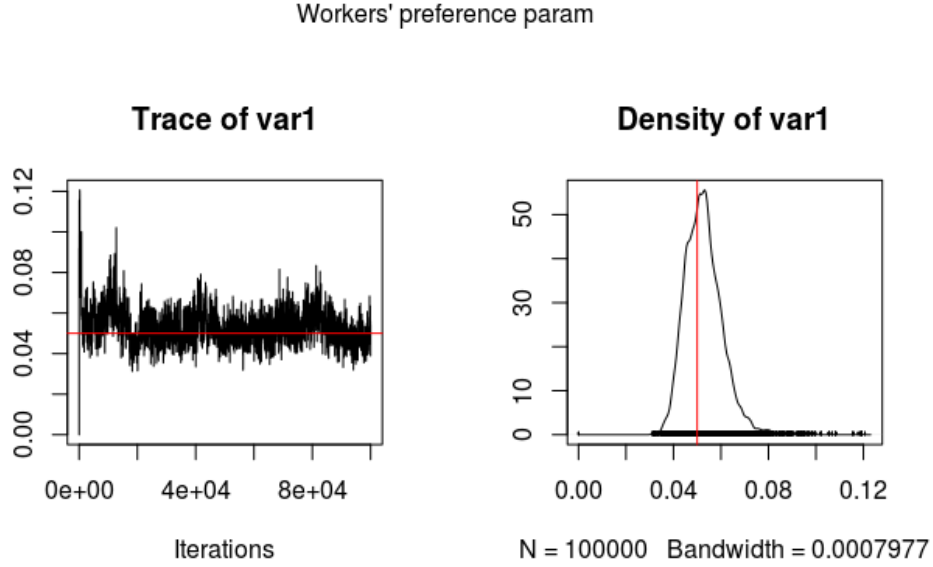 Workers' preference param
Trace of var1
Density of var1
0.12
0.08
0.04
0.00
0e+00 4e+04 8e+04
Iterations
50
30
10
0
0.00 0.04 0.08 0.12
N = 100000 Bandwidth = 0.0007977